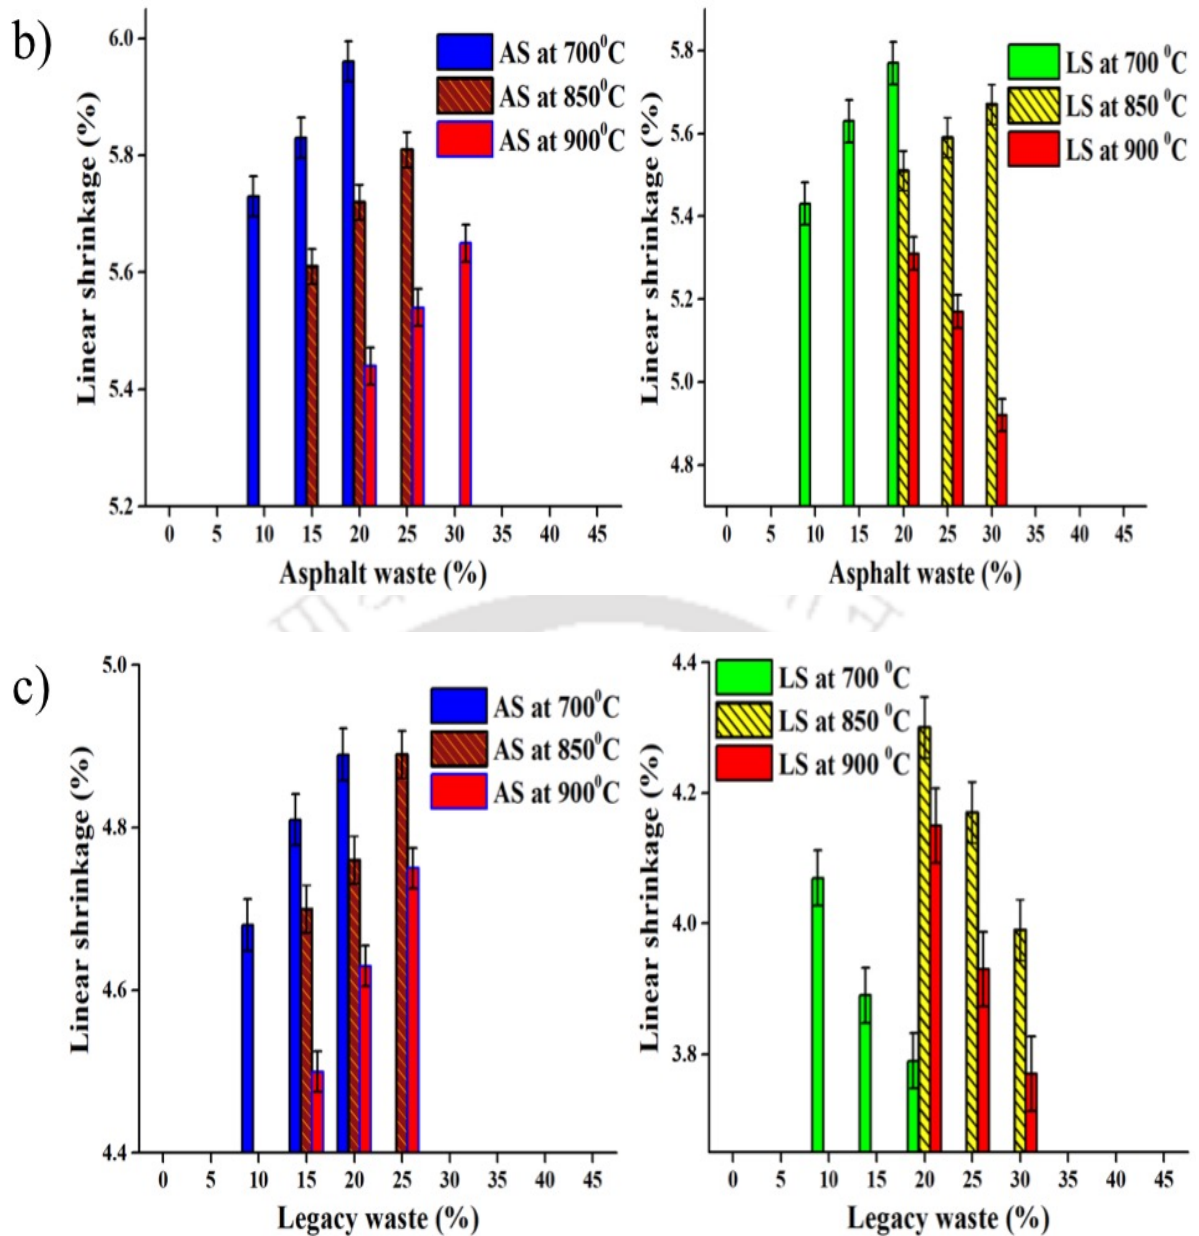 b)
6.0
5.8
5.6
5.4
5.2
Linear shrinkage (%)
AS at 700⁰C
AS at 850⁰C
AS at 900⁰C
0 5 10 15 20 25 30 35 40 45
Asphalt waste (%)
5.8
5.6
5.4
5.2
5.0
4.8
Linear shrinkage (%)
LS at 700 ⁰C
LS at 850 ⁰C
LS at 900 ⁰C
0 5 10 15 20 25 30 35 40 45
Asphalt waste (%)
c)
5.0
4.8
4.6
4.4
Linear shrinkage (%)
AS at 700⁰C
AS at 850⁰C
AS at 900⁰C
0 5 10 15 20 25 30 35 40 45
Legacy waste (%)
4.4
4.2
4.0
3.8
Linear shrinkage (%)
LS at 700 ⁰C
LS at 850 ⁰C
LS at 900 ⁰C
0 5 10 15 20 25 30 35 40 45
Legacy waste (%)